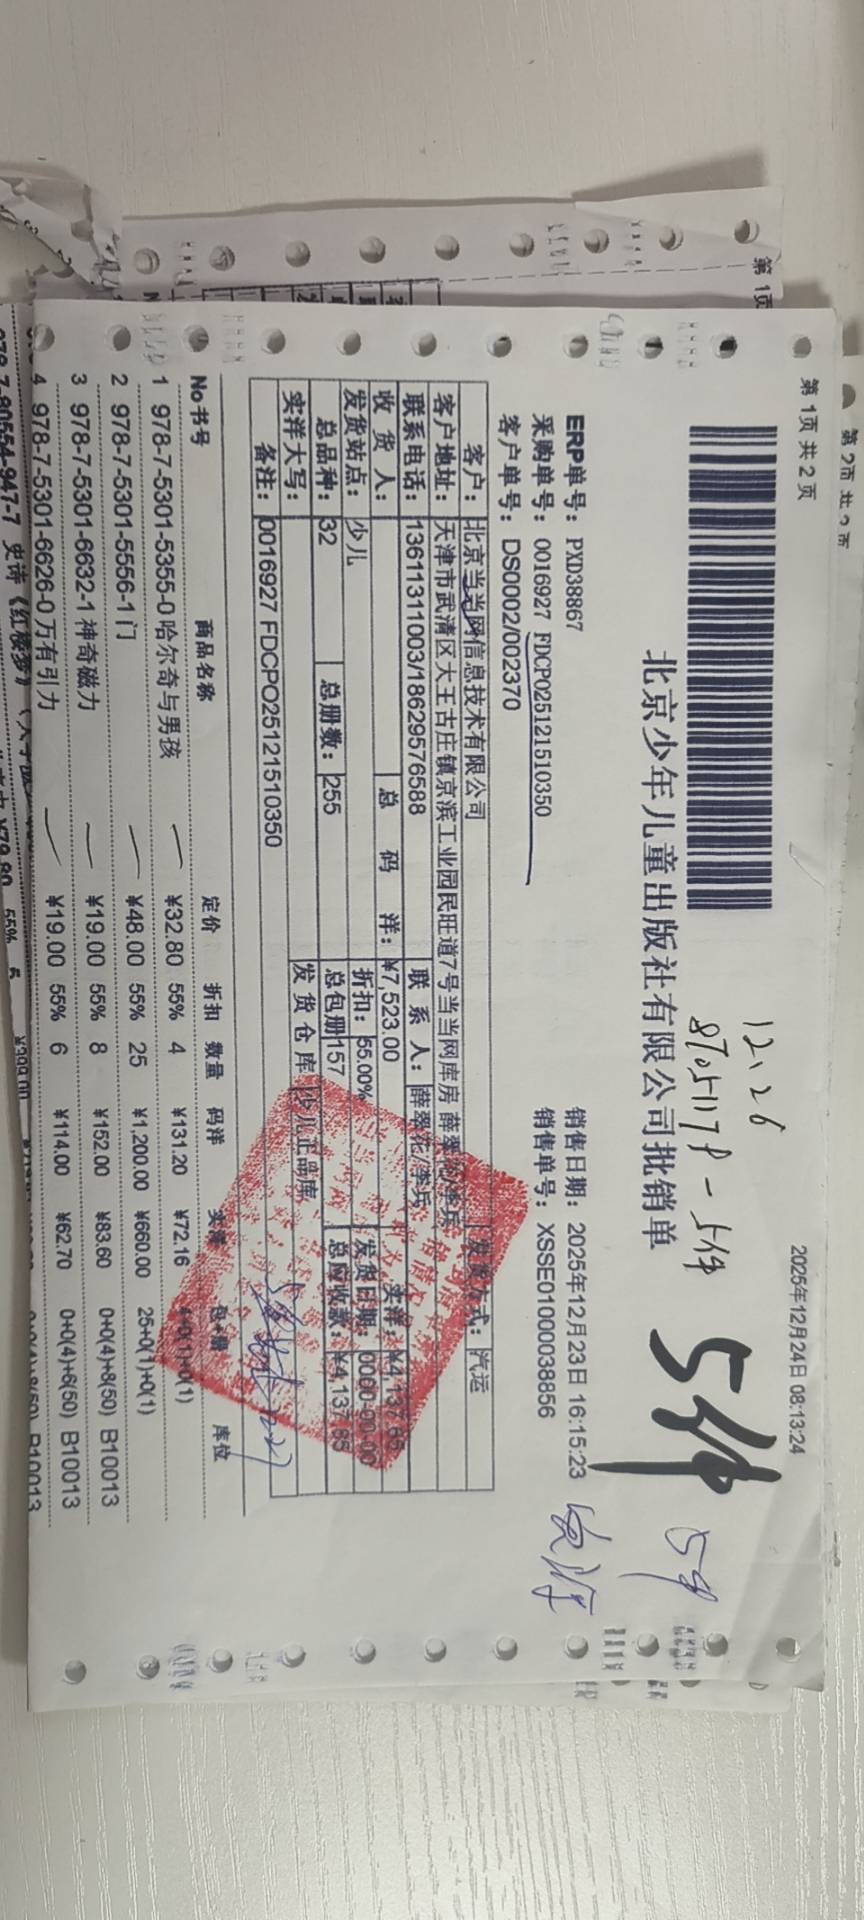 第 1页 共 2 页
2025年12月24日 08:13:24
12.26
5件
北京少年儿童出版社有限公司批销单
ERP单号: PXD38867
销售日期: 2025年12月23日 16:15:23
采购单号: 0016927 FDCPO25121510350
销售单号: XSSE01000038856
客户单号: DS0002/002370
客户: 北京当当网信息技术有限公司 发货方式: 汽运
客户地址: 天津市武清区大王古庄镇京滨工业园民旺道7号当当网库房 薛翠花/李兵
联系电话: 13611311003/18629576588 联 系 人: 薛翠花/李兵
收 货 人: 总 码 洋: ¥7,523.00 实洋: ¥4,137.65
发货站点: 少儿 折扣: 55.00% 发货日期: 0000-00-00
总品种: 32 总册数: 255 总包册 157 总应收款: ¥4,137.65
实洋大写: 发 货 仓 库 少儿正品库
备注: 0016927 FDCPO25121510350
No 书号 商品名称 定价 折扣 数量 码洋 实洋 包+册 库位
1 978-7-5301-5355-0 哈尔奇与男孩 ¥32.80 55% 4 ¥131.20 ¥72.16 4+0(1)+0(1)
2 978-7-5301-5556-1 门 ¥48.00 55% 25 ¥1,200.00 ¥660.00 25+0(1)+0(1)
3 978-7-5301-6632-1 神奇磁力 ¥19.00 55% 8 ¥152.00 ¥83.60 0+0(4)+8(50) B10013
4 978-7-5301-6626-0 万有引力 ¥19.00 55% 6 ¥114.00 ¥62.70 0+0(4)+6(50) B10013